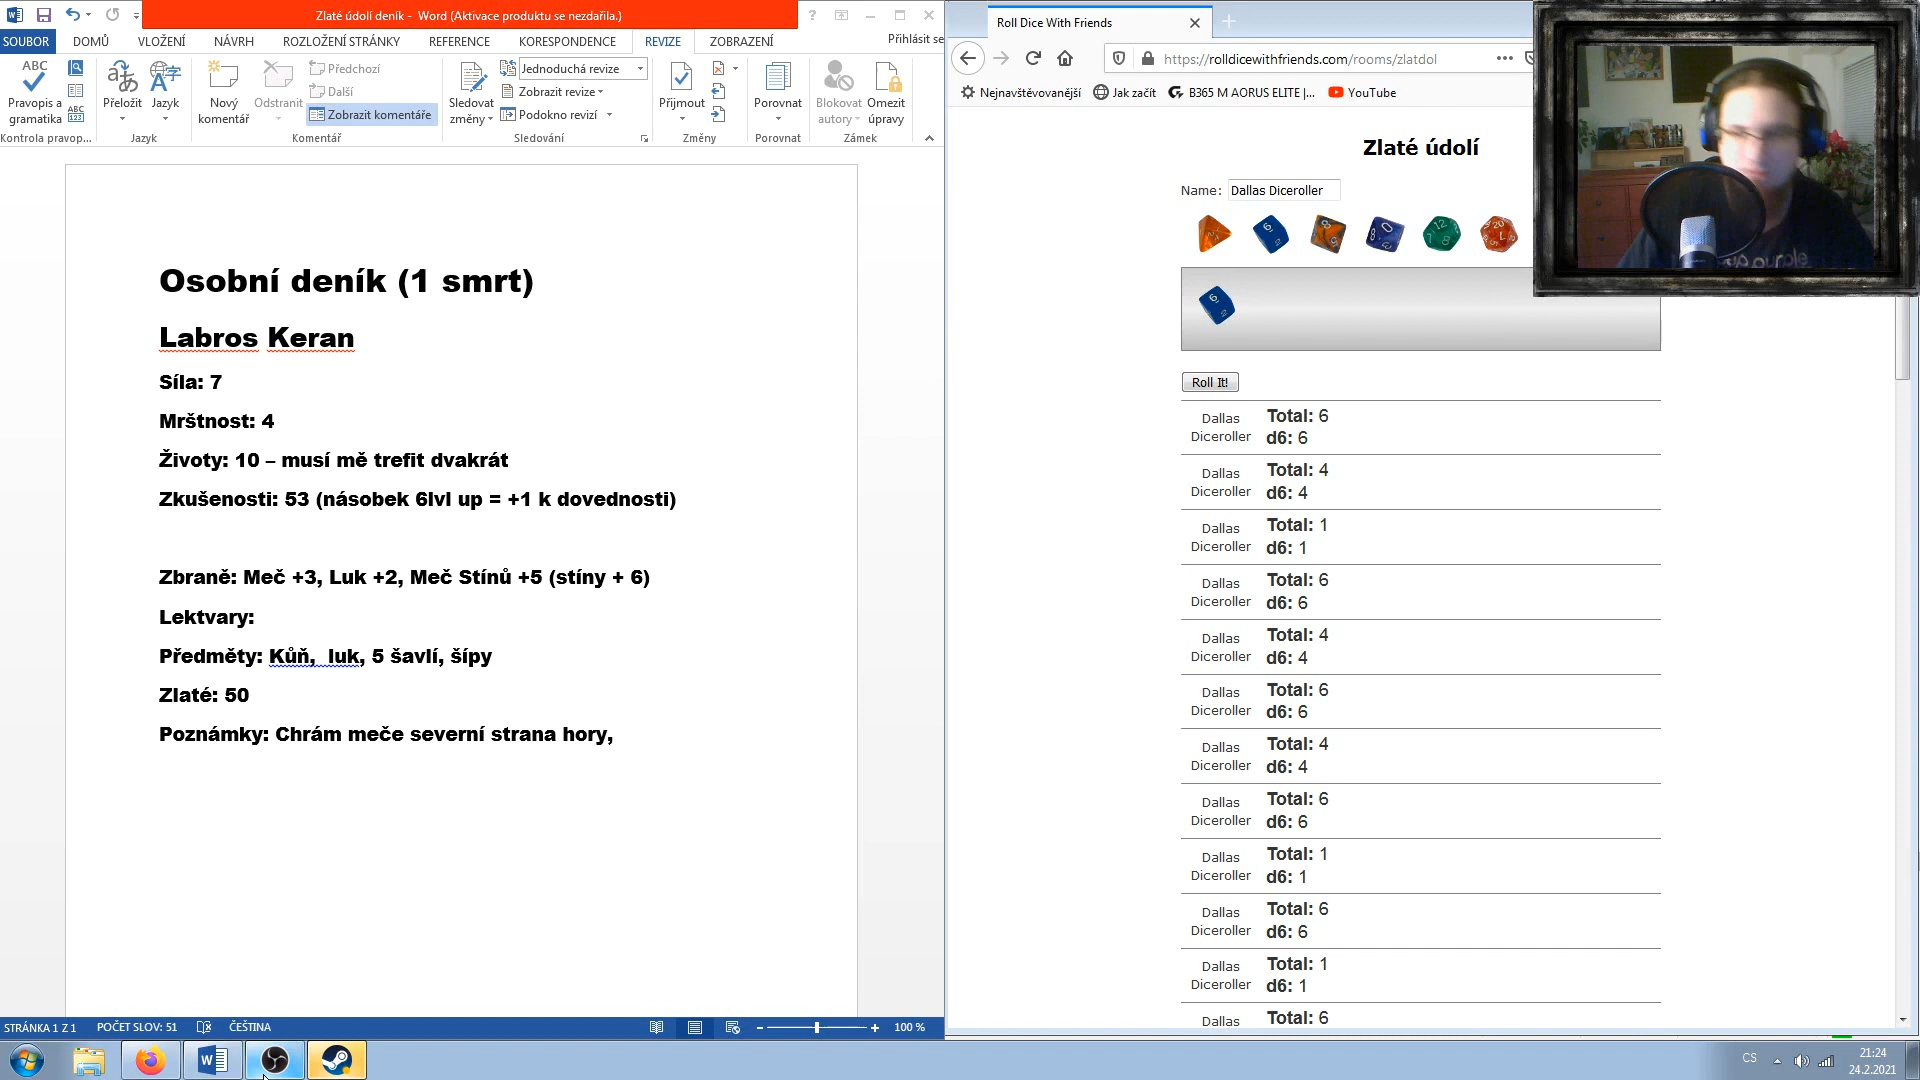 Zlaté údolí deník - Word (Aktivace produktu se nezdařila.)
SOUBOR DOMŮ VLOŽENÍ NÁVRH ROZLOŽENÍ STRÁNKY REFERENCE KORESPONDENCE REVIZE ZOBRAZENÍ Přihlásit se
Pravopis a gramatika
Přeložit
Jazyk
Nový komentář
Odstranit
Předchozí
Další
Zobrazit komentáře
Sledovat změny
Jednoduchá revize
Zobrazit revize
Podokno revizí
Přijmout
Porovnat
Blokovat autory
Omezit úpravy
Kontrola pravop... Jazyk Komentář Sledování Změny Porovnat Zámek
Osobní deník (1 smrt)
Labros Keran
Síla: 7
Mrštnost: 4
Životy: 10 – musí mě trefit dvakrát
Zkušenosti: 53 (násobek 6lvl up = +1 k dovednosti)
Zbraně: Meč +3, Luk +2, Meč Stínů +5 (stíny + 6)
Lektvary:
Předměty: Kůň, luk, 5 šavlí, šípy
Zlaté: 50
Poznámky: Chrám meče severní strana hory,
STRÁNKA 1 Z 1 POČET SLOV: 51 ČEŠTINA 100 %
Roll Dice With Friends
https://rolldicewithfriends.com/rooms/zlatdol
Nejnavštěvovanější Jak začít B365 M AORUS ELITE |... YouTube
Zlaté údolí
Name: Dallas Diceroller
Roll It!
Dallas Diceroller Total: 6
d6: 6
Dallas Diceroller Total: 4
d6: 4
Dallas Diceroller Total: 1
d6: 1
Dallas Diceroller Total: 6
d6: 6
Dallas Diceroller Total: 4
d6: 4
Dallas Diceroller Total: 6
d6: 6
Dallas Diceroller Total: 4
d6: 4
Dallas Diceroller Total: 6
d6: 6
Dallas Diceroller Total: 1
d6: 1
Dallas Diceroller Total: 6
d6: 6
Dallas Diceroller Total: 1
d6: 1
Dallas Total: 6
CS 21:24
24.2.2021